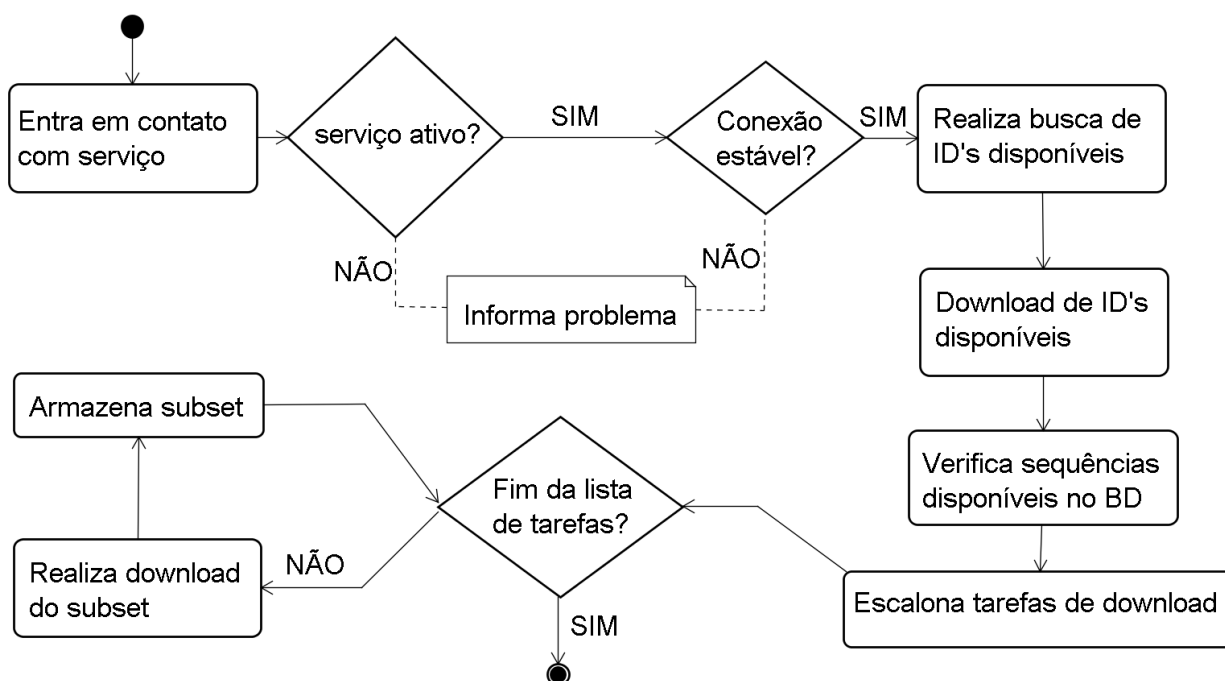 Entra em contato
com serviço
serviço ativo?
SIM
Conexão
estável?
SIM
Realiza busca de
ID's disponíveis
NÃO
NÃO
Informa problema
Download de ID's
disponíveis
Armazena subset
Fim da lista
de tarefas?
Verifica sequências
disponíveis no BD
NÃO
Realiza download
do subset
Escalona tarefas de download
SIM